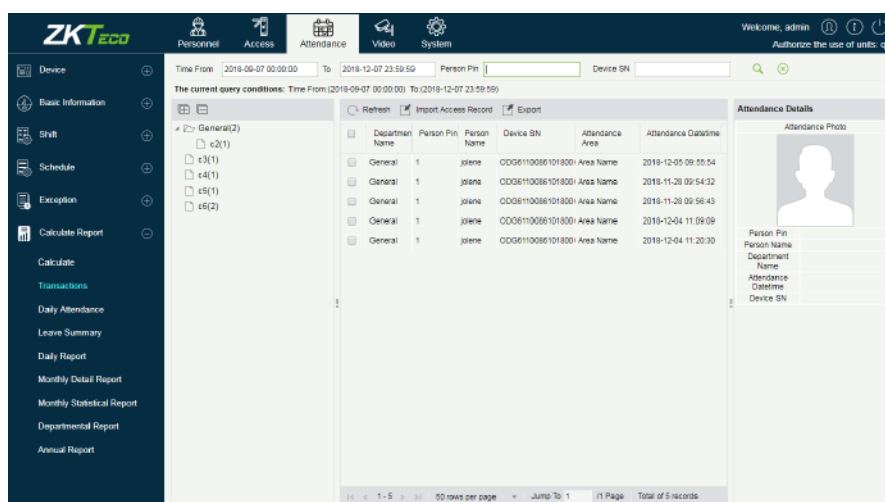 ZKTeco
Personnel Access Attendance Video System
Welcome, admin
Authorize the use of units: q
Device
Basic Information
Shift
Schedule
Exception
Calculate Report
Calculate
Transactions
Daily Attendance
Leave Summary
Daily Report
Monthly Detail Report
Monthly Statistical Report
Departmental Report
Annual Report
Time From 2018-09-07 00:00:00 To 2018-12-07 23:59:59 Person Pin Device SN
The current query conditions: Time From:(2018-09-07 00:00:00) To:(2018-12-07 23:59:59)
General(2)
c2(1)
c3(1)
c4(1)
c5(1)
c6(2)
Refresh Import Access Record Export
Departmen Name Person Pin Person Name Device SN Attendance Area Attendance Datetime
General 1 jolene ODG6110086101800 Area Name 2018-12-05 09:55:54
General 1 jolene ODG6110086101800 Area Name 2018-11-28 09:54:32
General 1 jolene ODG6110086101800 Area Name 2018-11-28 09:56:43
General 1 jolene ODG6110086101800 Area Name 2018-12-04 11:09:09
General 1 jolene ODG6110086101800 Area Name 2018-12-04 11:20:30
1-5 50 rows per page Jump To 1 /1 Page Total of 5 records
Attendance Details
Attendance Photo
Person Pin
Person Name
Department Name
Attendance Datetime
Device SN